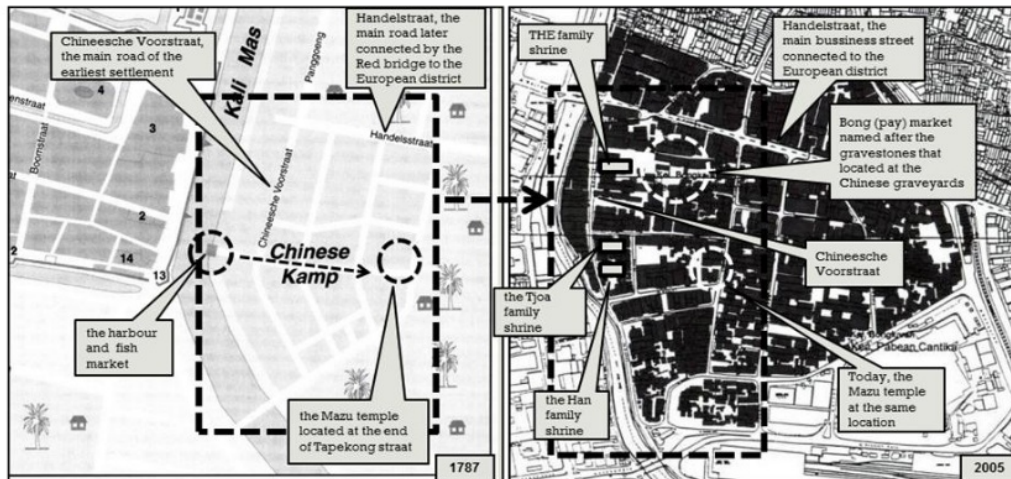 Chineesche Voorstraat,
the main road of the
earliest settlement
Kali Mas
Panggoeng
Handelstraat, the
main road later
connected by the
Red bridge to the
European district
4
3
enstraat
Boomstraat
Handelsstraat
Chineesche Voorstraat
2
2
14
13
Chinese
Kamp
the harbour
and fish
market
the Mazu temple
located at the end
of Tapekong straat
1787
THE family
shrine
Handelstraat, the
main bussiness street
connected to the
European district
Bong (pay) market
named after the
gravestones that
located at the
Chinese graveyards
Chineesche
Voorstraat
the Tjoa
family
shrine
the Han
family
shrine
Kec. Pabean Cantika
Today, the
Mazu temple
at the same
location
2005